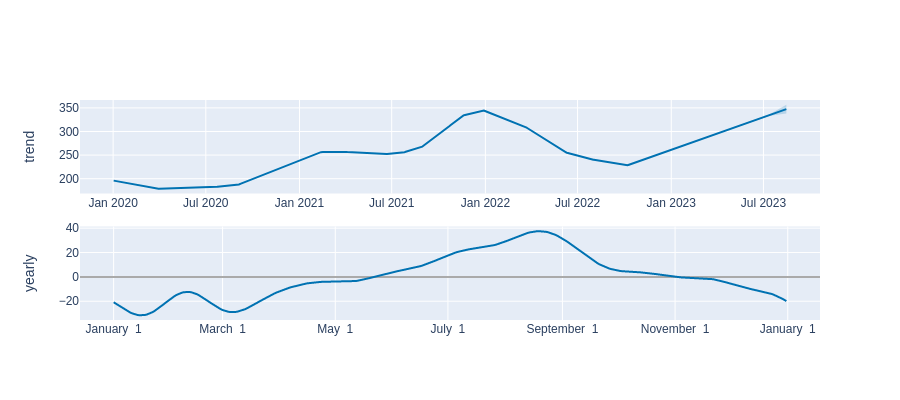 350
300
250
200
trend
Jan 2020 Jul 2020 Jan 2021 Jul 2021 Jan 2022 Jul 2022 Jan 2023 Jul 2023
40
20
0
−20
yearly
January 1 March 1 May 1 July 1 September 1 November 1 January 1